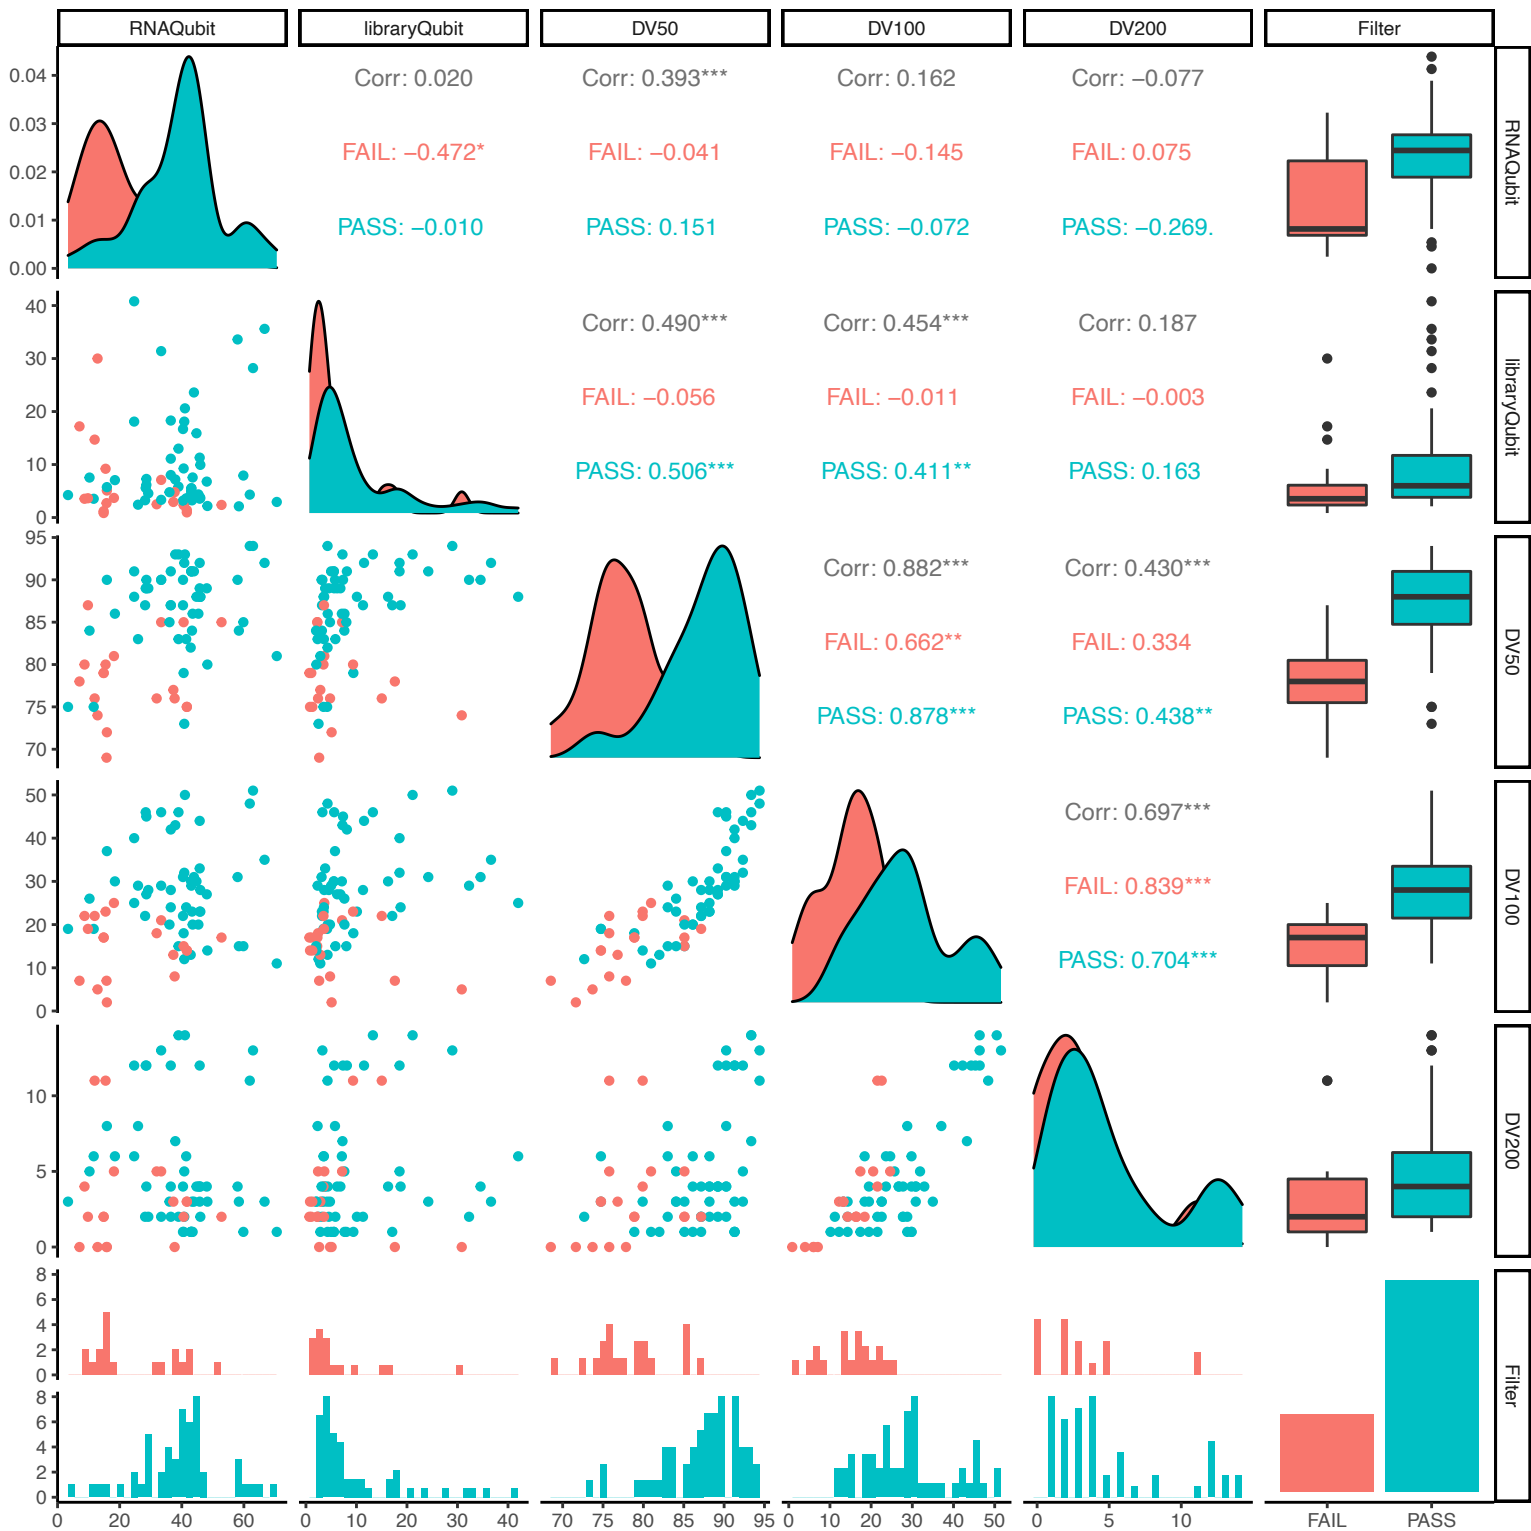 RNAQubit libraryQubit DV50 DV100 DV200 Filter
0.04 Corr: 0.020 Corr: 0.393*** Corr: 0.162 Corr: −0.077
0.03
FAIL: −0.472* FAIL: −0.041 FAIL: −0.145 FAIL: 0.075 RNAQubit
0.02
0.01 PASS: −0.010 PASS: 0.151 PASS: −0.072 PASS: −0.269.
0.00
40 Corr: 0.490*** Corr: 0.454*** Corr: 0.187
30
20 FAIL: −0.056 FAIL: −0.011 FAIL: −0.003 libraryQubit
10 PASS: 0.506*** PASS: 0.411** PASS: 0.163
0
95
90 Corr: 0.882*** Corr: 0.430***
85
80 FAIL: 0.662** FAIL: 0.334 DV50
75 PASS: 0.878*** PASS: 0.438**
70
50 Corr: 0.697***
40
30 FAIL: 0.839*** DV100
20
10 PASS: 0.704***
0
10 DV200
5
0
8
6
4
2
0 Filter
8
6
4
2
0
0 20 40 60 0 10 20 30 40 70 75 80 85 90 95 0 10 20 30 40 50 0 5 10 FAIL PASS